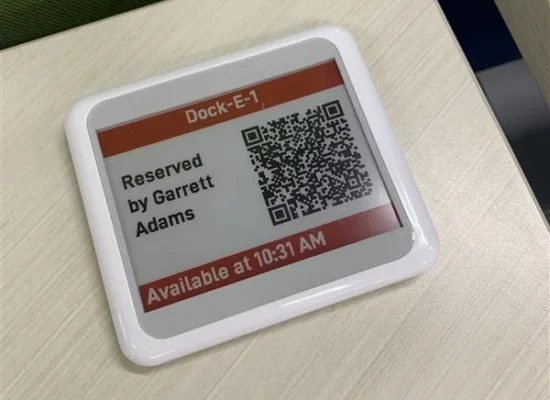 Dock-E-1
Reserved
by Garrett
Adams
Available at 10:31 AM